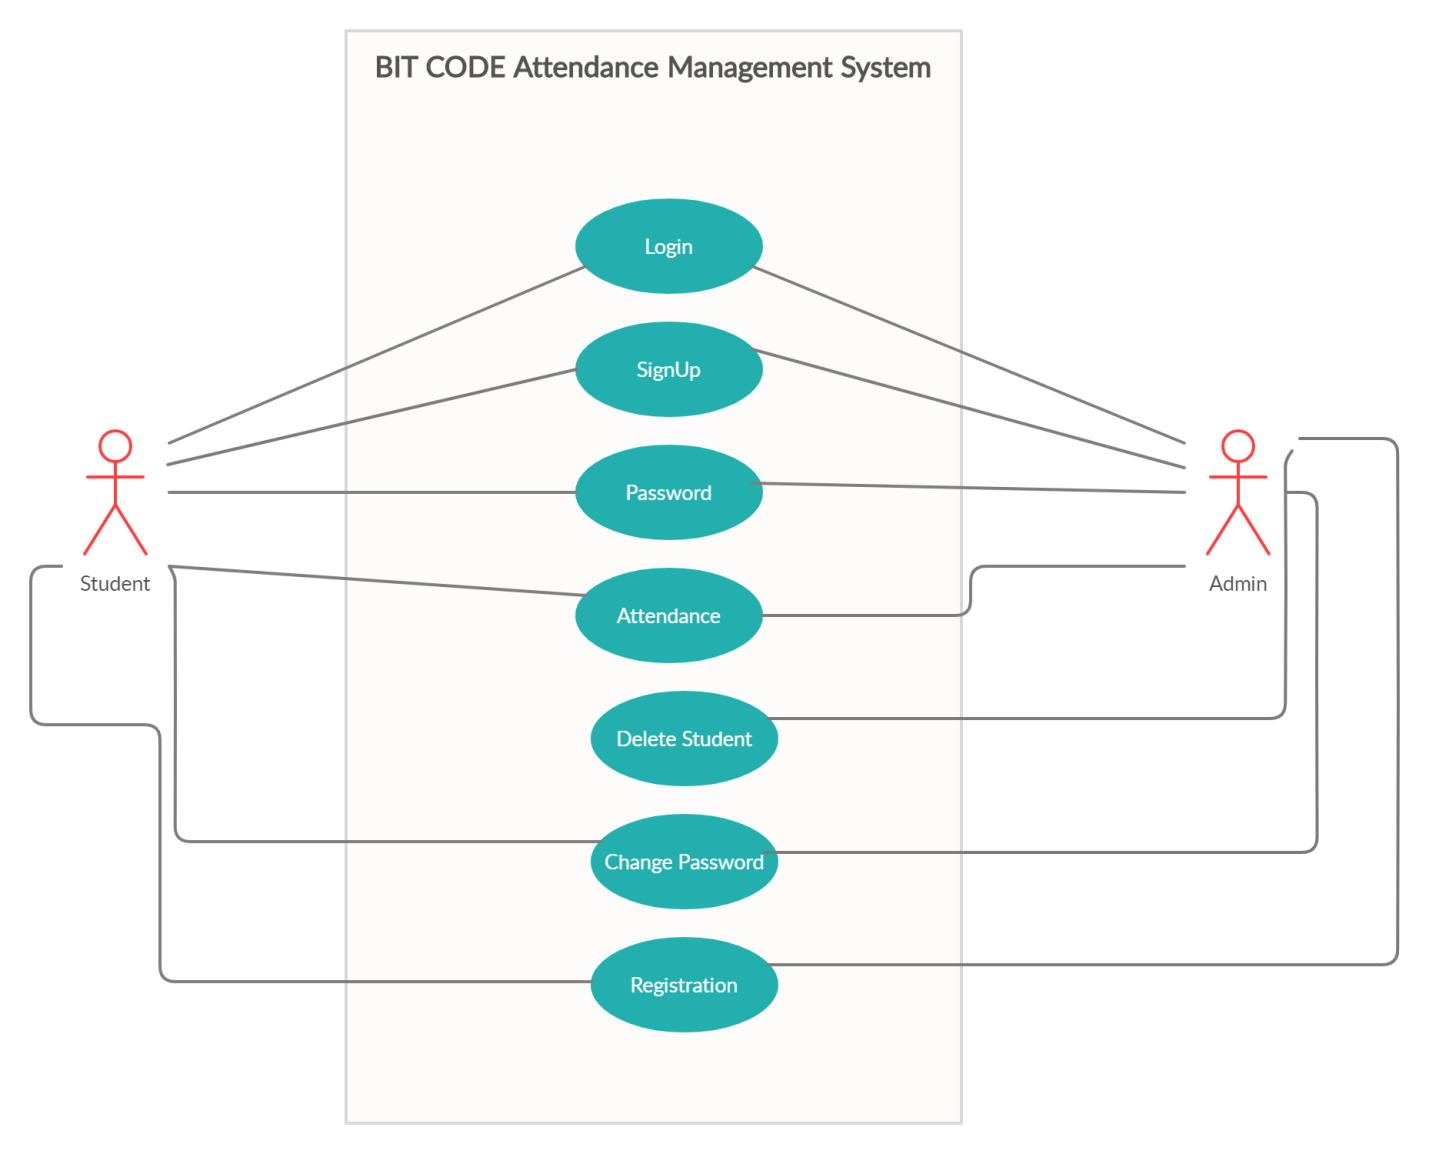 BIT CODE Attendance Management System
Login
SignUp
Password
Attendance
Delete Student
Change Password
Registration
Student
Admin